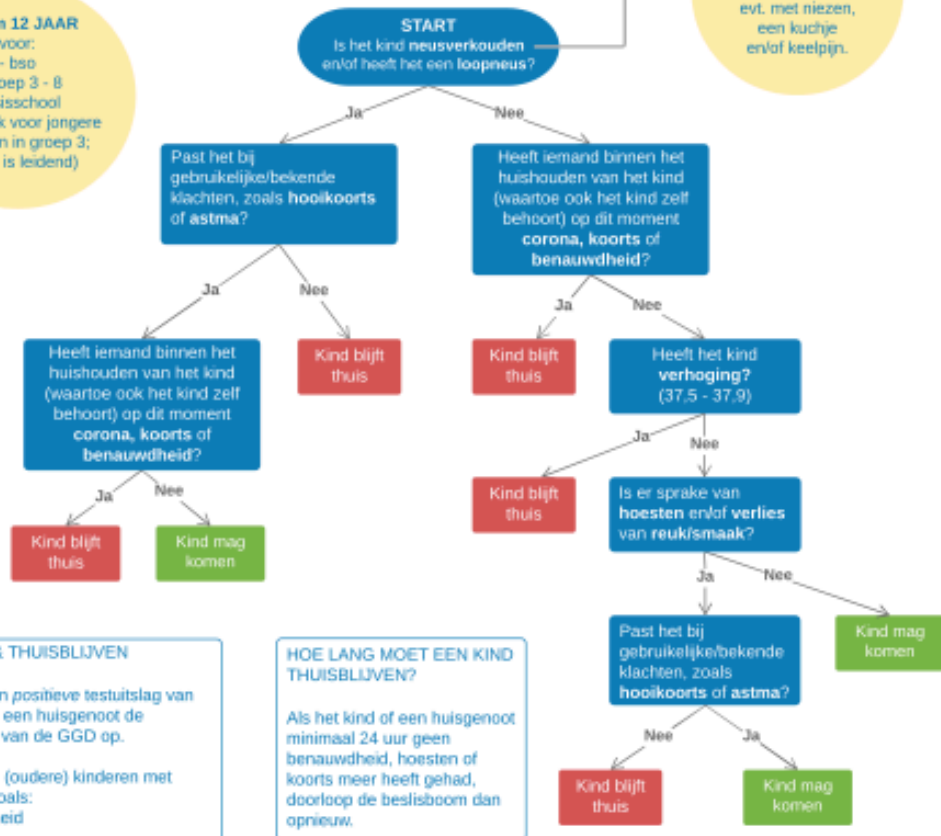 n 12 JAAR
voor:
- bso
oep 3 - 8
isschool
k voor jongere
n in groep 3;
is leidend)
START
Is het kind neusverkouden
en/of heeft het een loopneus?
evt. met niezen,
een kuchje
en/of keelpijn.
Ja
Nee
Past het bij
gebruikelijke/bekende
klachten, zoals hooikoorts
of astma?
Heeft iemand binnen het
huishouden van het kind
(waartoe ook het kind zelf
behoort) op dit moment
corona, koorts of
benauwdheid?
Ja
Nee
Ja
Nee
Heeft iemand binnen het
huishouden van het kind
(waartoe ook het kind zelf
behoort) op dit moment
corona, koorts of
benauwdheid?
Kind blijft
thuis
Kind blijft
thuis
Heeft het kind
verhoging?
(37,5 - 37,9)
Ja
Nee
Ja
Nee
Kind blijft
thuis
Kind mag
komen
Kind blijft
thuis
Is er sprake van
hoesten en/of verlies
van reuk/smaak?
Ja
Nee
Past het bij
gebruikelijke/bekende
klachten, zoals
hooikoorts of astma?
Kind mag
komen
Nee
Ja
Kind blijft
thuis
Kind mag
komen
& THUISBLIJVEN
n positieve testuitslag van
een huisgenoot de
van de GGD op.
(oudere) kinderen met
oals:
eid
HOE LANG MOET EEN KIND
THUISBLIJVEN?
Als het kind of een huisgenoot
minimaal 24 uur geen
benauwdheid, hoesten of
koorts meer heeft gehad,
doorloop de beslisboom dan
opnieuw.